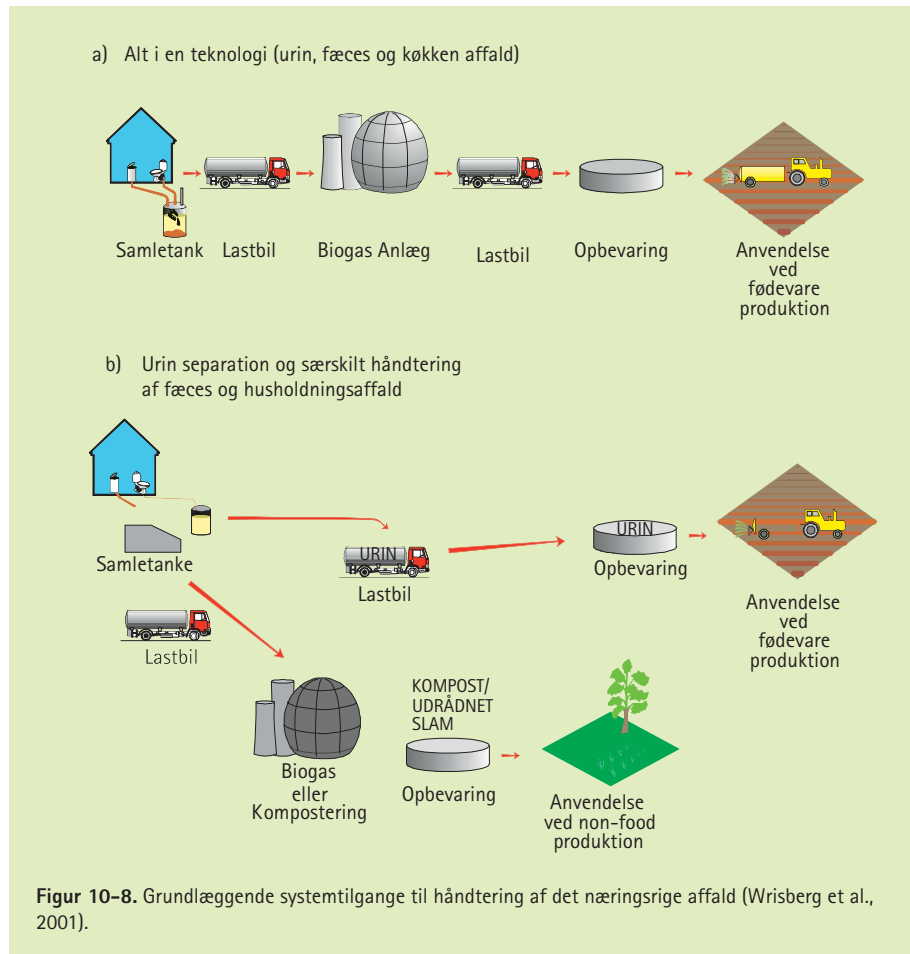 a) Alt i en teknologi (urin, fæces og køkken affald)
Samletank
Lastbil
Biogas Anlæg
Lastbil
Opbevaring
Anvendelse
ved
fødevare
produktion
b) Urin separation og særskilt håndtering
af fæces og husholdningsaffald
Samletanke
URIN
Lastbil
URIN
Opbevaring
Anvendelse
ved
fødevare
produktion
Lastbil
Biogas
eller
Kompostering
KOMPOST/
UDRÅDNET
SLAM
Opbevaring
Anvendelse
ved non-food
produktion
Figur 10-8. Grundlæggende systemtilgange til håndtering af det næringsrige affald (Wrisberg et al.,
2001).